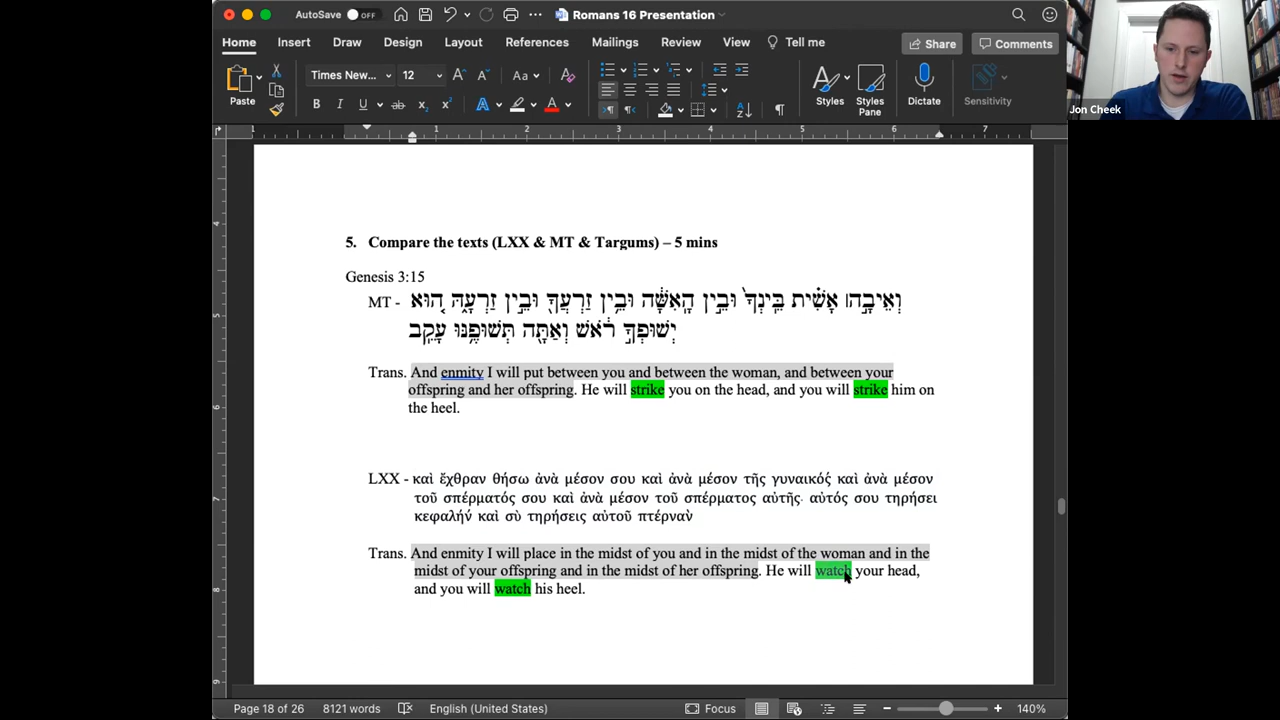 AutoSave OFF
Romans 16 Presentation
Home Insert Draw Design Layout References Mailings Review View Tell me Share Comments
Times New... 12
Paste Styles Styles Pane Dictate Sensitivity
Jon Cheek
5. Compare the texts (LXX & MT & Targums) – 5 mins
Genesis 3:15
MT - וְאֵיבָ֣ה׀ אָשִׁ֗ית בֵּֽינְךָ֙ וּבֵ֣ין הָֽאִשָּׁ֔ה וּבֵ֥ין זַרְעֲךָ֖ וּבֵ֣ין זַרְעָ֑הּ ה֚וּא
יְשׁוּפְךָ֣ רֹ֔אשׁ וְאַתָּ֖ה תְּשׁוּפֶ֥נּוּ עָקֵֽב
Trans. And enmity I will put between you and between the woman, and between your
offspring and her offspring. He will strike you on the head, and you will strike him on
the heel.
LXX - καὶ ἔχθραν θήσω ἀνὰ μέσον σου καὶ ἀνὰ μέσον τῆς γυναικός καὶ ἀνὰ μέσον
τοῦ σπέρματός σου καὶ ἀνὰ μέσον τοῦ σπέρματος αὐτῆς· αὐτός σου τηρήσει
κεφαλήν καὶ σὺ τηρήσεις αὐτοῦ πτέρναν
Trans. And enmity I will place in the midst of you and in the midst of the woman and in the
midst of your offspring and in the midst of her offspring. He will watch your head,
and you will watch his heel.
Page 18 of 26 8121 words English (United States) Focus 140%